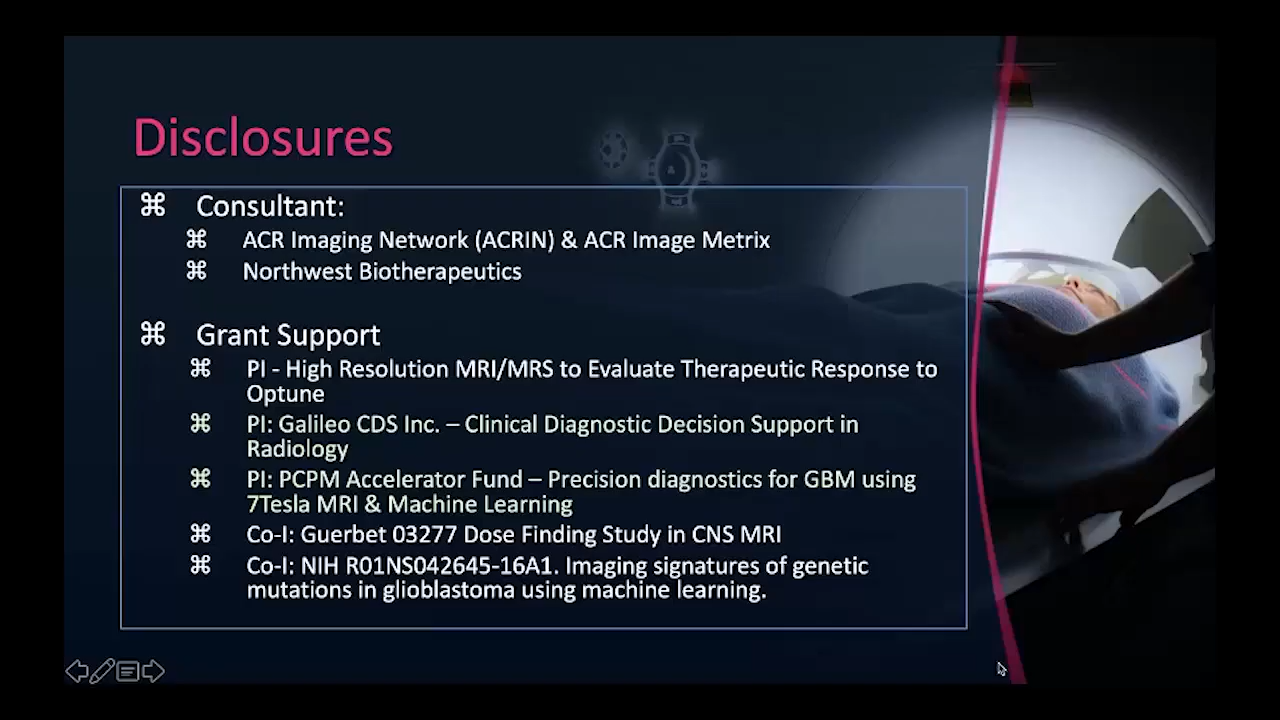 Disclosures
⌘ Consultant:
⌘ ACR Imaging Network (ACRIN) & ACR Image Metrix
⌘ Northwest Biotherapeutics
⌘ Grant Support
⌘ PI - High Resolution MRI/MRS to Evaluate Therapeutic Response to
Optune
⌘ PI: Galileo CDS Inc. – Clinical Diagnostic Decision Support in
Radiology
⌘ PI: PCPM Accelerator Fund – Precision diagnostics for GBM using
7Tesla MRI & Machine Learning
⌘ Co-I: Guerbet 03277 Dose Finding Study in CNS MRI
⌘ Co-I: NIH R01NS042645-16A1. Imaging signatures of genetic
mutations in glioblastoma using machine learning.